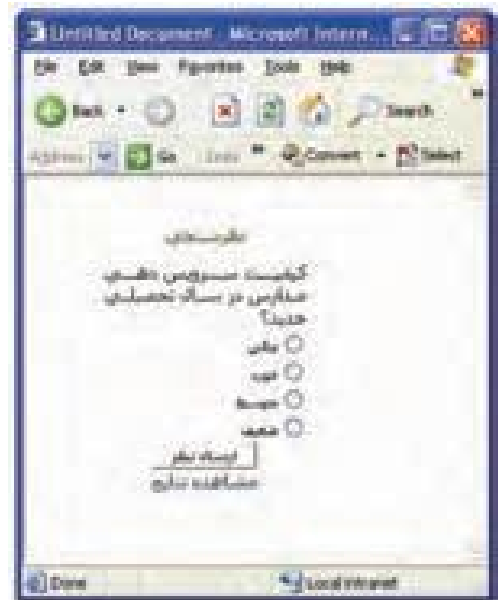 Untitled Document - Microsoft Intern...
File Edit View Favorites Tools Help
Back Search
Address Go Links » Convert Select
نظرسنجی
کیفیت سرویس دهی
مدارس در سال تحصیلی
جدید؟
عالی
خوب
متوسط
ضعیف
ارسال نظر
مشاهده نتایج
Done Local intranet